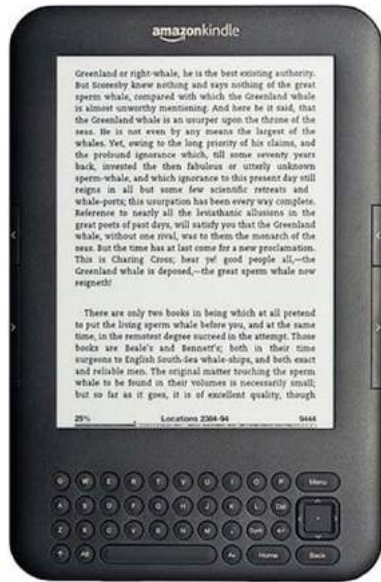 amazonkindle
Greenland or right-whale, he is the best existing authority.
But Scoresby knew nothing and says nothing of the great
sperm whale, compared with which the Greenland whale
is almost unworthy mentioning. And here be it said, that
the Greenland whale is an usurper upon the throne of the
seas. He is not even by any means the largest of the
whales. Yet, owing to the long priority of his claims, and
the profound ignorance which, till some seventy years
back, invested the then fabulous or utterly unknown
sperm-whale, and which ignorance to this present day still
reigns in all but some few scientific retreats and
whale-ports; this usurpation has been every way complete.
Reference to nearly all the leviathanic allusions in the
great poets of past days, will satisfy you that the Greenland
whale, without one rival, was to them the monarch of the
seas. But the time has at last come for a new proclamation.
This is Charing Cross; hear ye! good people all,—the
Greenland whale is deposed,—the great sperm whale now
reigneth!
There are only two books in being which at all pretend
to put the living sperm whale before you, and at the same
time, in the remotest degree succeed in the attempt. Those
books are Beale's and Bennett's; both in their time
surgeons to English South-Sea whale-ships, and both exact
and reliable men. The original matter touching the sperm
whale to be found in their volumes is necessarily small;
but so far as it goes, it is of excellent quality, though
25% Locations 2384-94 9444
Q W E R T Y U I O P Menu
A S D F G H J K L Del
Z X C V B N M . Sym
Alt Aa Home Back